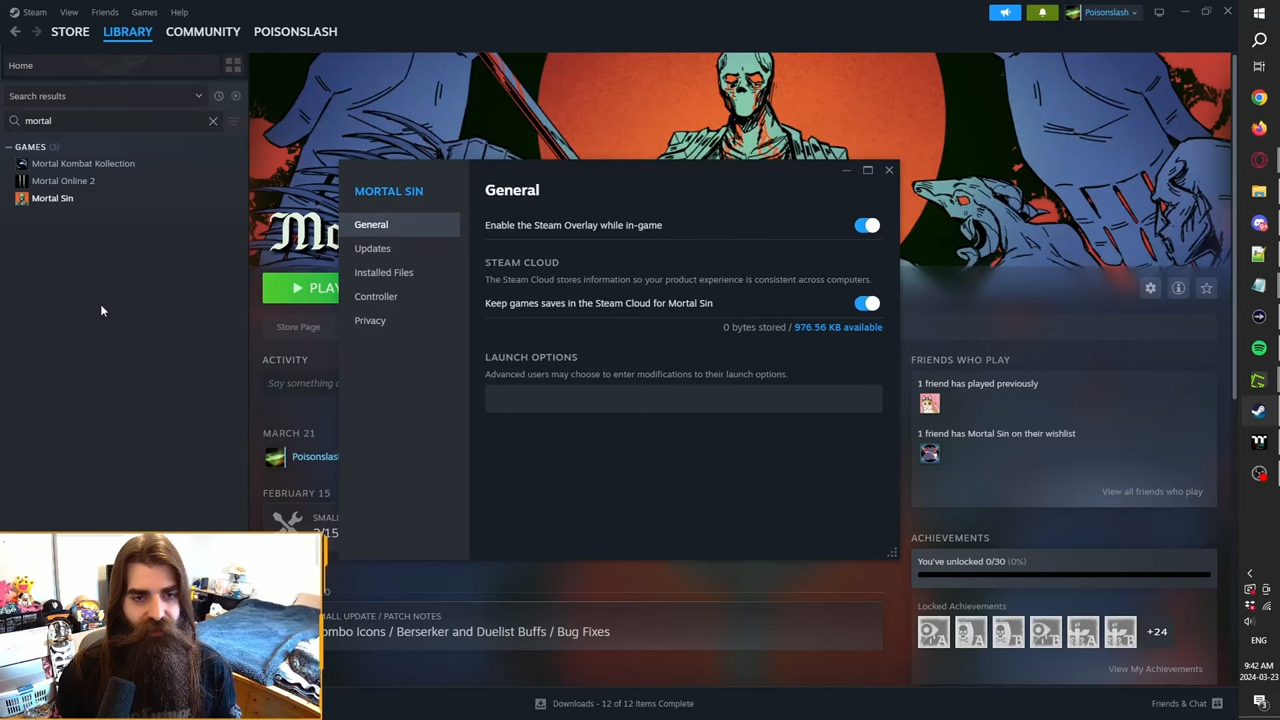 Steam View Friends Games Help
Poisonslash
STORE LIBRARY COMMUNITY POISONSLASH
Home
Search results
mortal
GAMES (3)
Mortal Kombat Kollection
Mortal Online 2
Mortal Sin
MORTAL SIN
General
Updates
Installed Files
Controller
Privacy
General
Enable the Steam Overlay while in-game
STEAM CLOUD
The Steam Cloud stores information so your product experience is consistent across computers.
Keep games saves in the Steam Cloud for Mortal Sin
0 bytes stored / 976.56 KB available
LAUNCH OPTIONS
Advanced users may choose to enter modifications to their launch options.
Store Page
ACTIVITY
Say something
MARCH 21
Poisonslash
FEBRUARY 15
SMALL UPDATE / PATCH NOTES
Combo Icons / Berserker and Duelist Buffs / Bug Fixes
FRIENDS WHO PLAY
1 friend has played previously
1 friend has Mortal Sin on their wishlist
View all friends who play
ACHIEVEMENTS
You've unlocked 0/30 (0%)
Locked Achievements
+24
View My Achievements
Downloads - 12 of 12 Items Complete
Friends & Chat
ENG
9:42 AM
2024-03-23